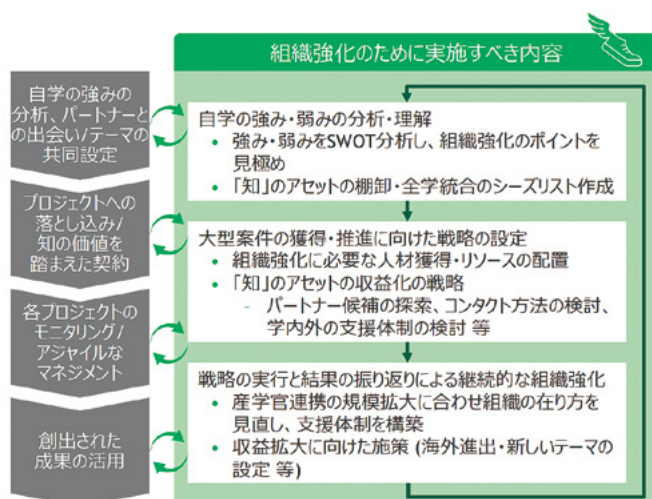 組織強化のために実施すべき内容
自学の強みの
分析、パートナーと
の出会い/テーマの
共同設定
プロジェクトへの
落とし込み/
知の価値を
踏まえた契約
各プロジェクトの
モニタリング/
アジャイルな
マネジメント
創出された
成果の活用
自学の強み・弱みの分析・理解
• 強み・弱みをSWOT分析し、組織強化のポイントを
見極め
• 「知」のアセットの棚卸・全学統合のシーズリスト作成
大型案件の獲得・推進に向けた戦略の設定
• 組織強化に必要な人材獲得・リソースの配置
• 「知」のアセットの収益化の戦略
- パートナー候補の探索、コンタクト方法の検討、
学内外の支援体制の検討 等
戦略の実行と結果の振り返りによる継続的な組織強化
• 産学官連携の規模拡大に合わせ組織の在り方を
見直し、支援体制を構築
• 収益拡大に向けた施策 (海外進出・新しいテーマの
設定 等)